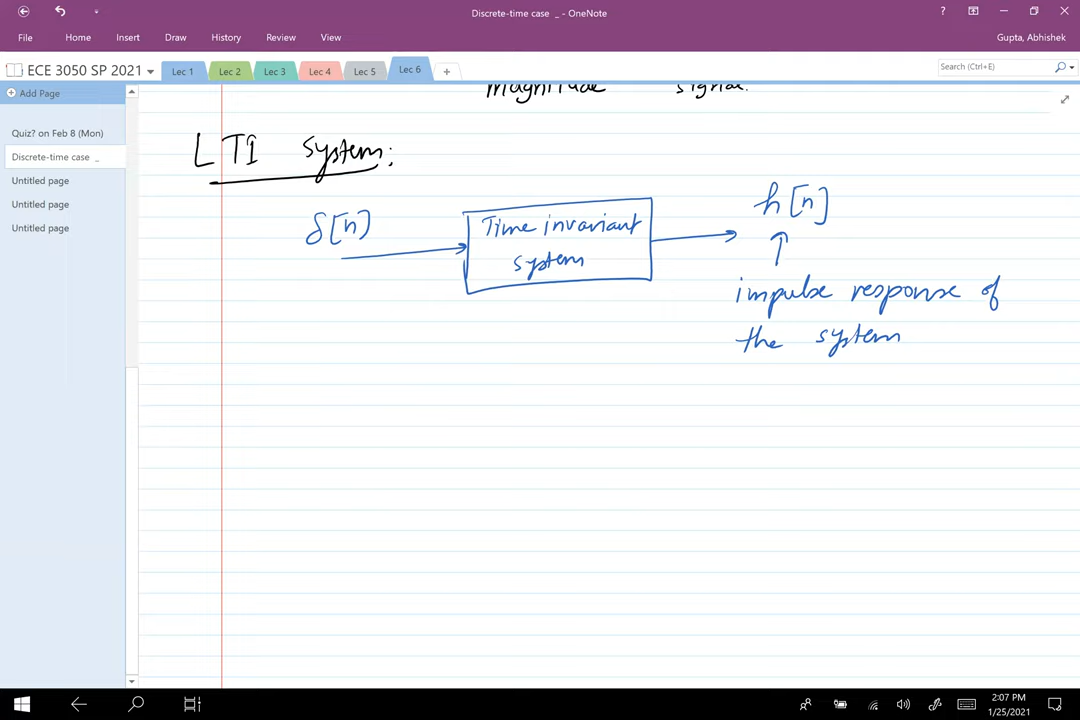 Discrete-time case _ - OneNote
?
File Home Insert Draw History Review View
Gupta, Abhishek
ECE 3050 SP 2021
Lec 1 Lec 2 Lec 3 Lec 4 Lec 5 Lec 6 +
Search (Ctrl+E)
Add Page
Quiz? on Feb 8 (Mon)
Discrete-time case _
Untitled page
Untitled page
Untitled page
magnitude signal.
LTI system:
δ[n]
Time invariant
system
h[n]
impulse response of
the system
2:07 PM
1/25/2021